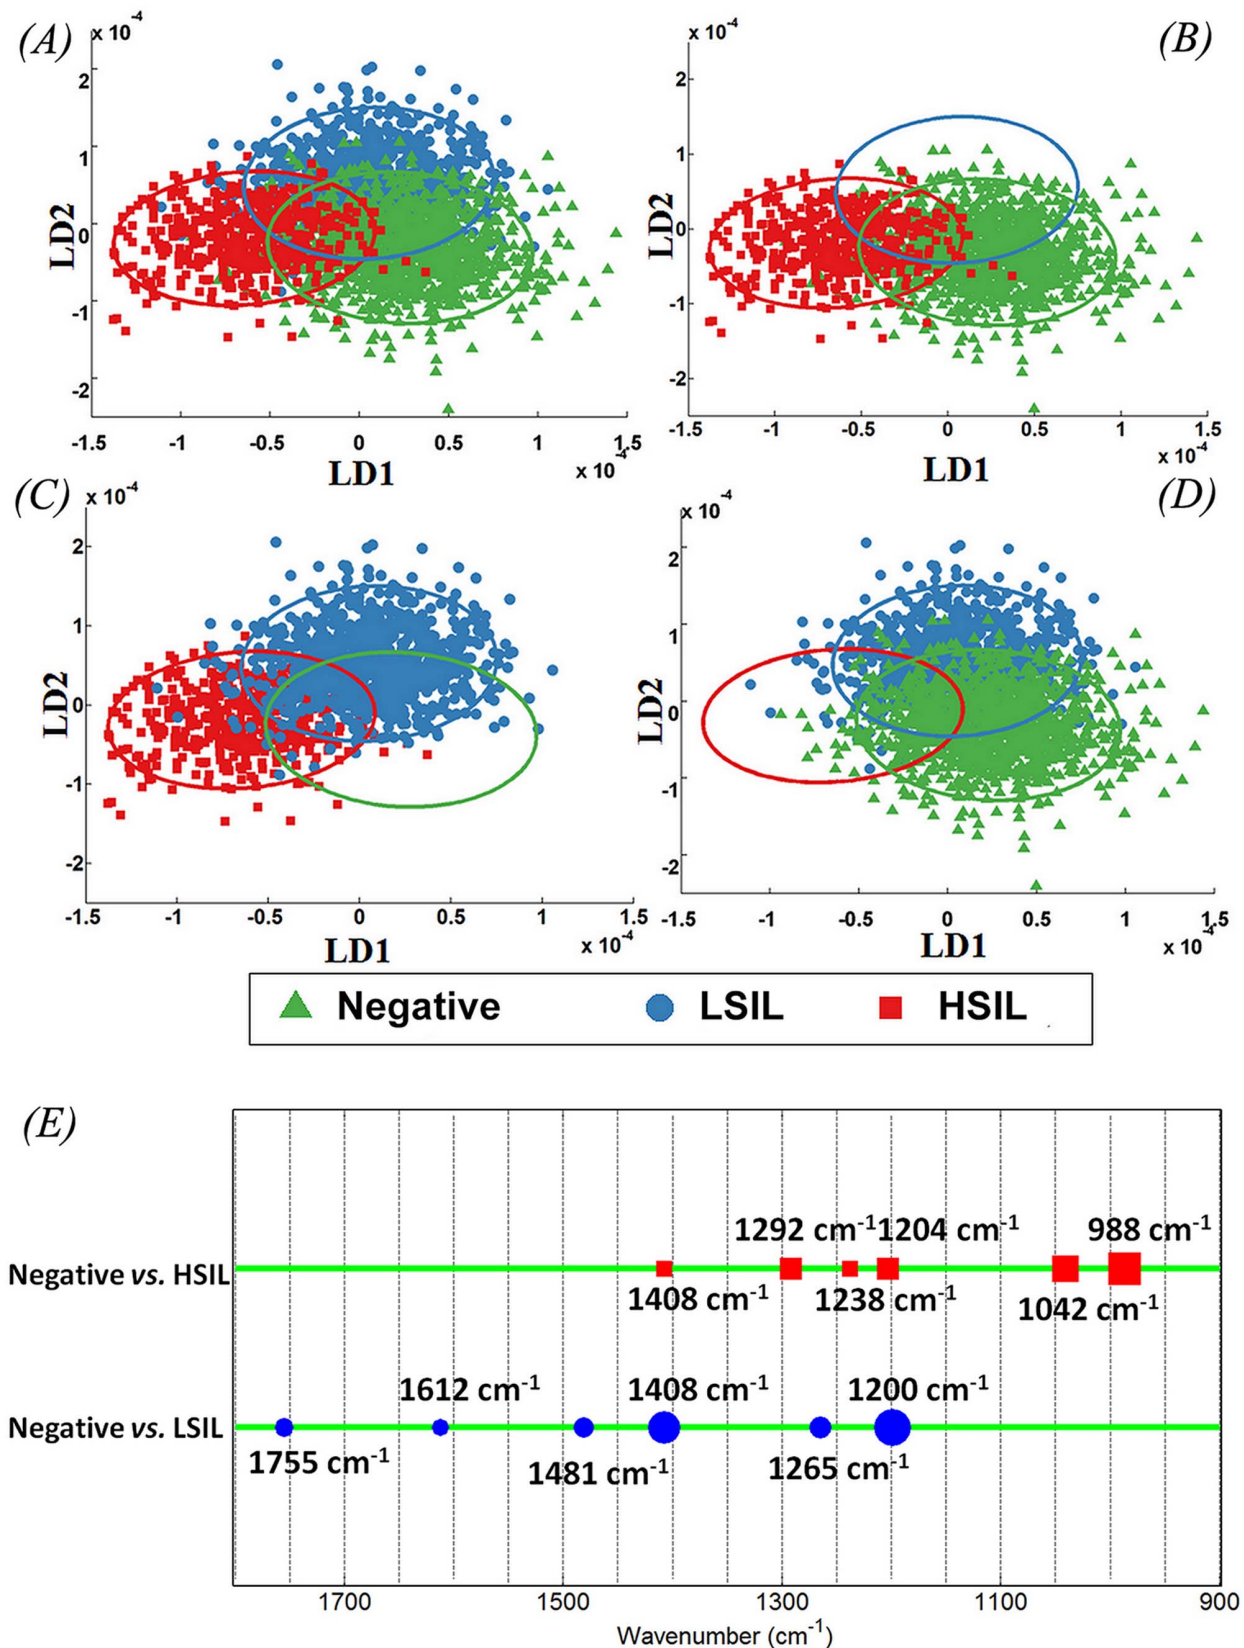 (A) x 10⁻⁴
2
1
0
-1
-2
LD2
-1.5 -1 -0.5 0 0.5 1 1.5
LD1 x 10⁻⁴
x 10⁻⁴ (B)
2
1
0
-1
-2
LD2
-1.5 -1 -0.5 0 0.5 1 1.5
LD1 x 10⁻⁴
(C) x 10⁻⁴
2
1
0
-1
-2
LD2
-1.5 -1 -0.5 0 0.5 1 1.5
LD1 x 10⁻⁴
x 10⁻⁴ (D)
2
1
0
-1
-2
LD2
-1.5 -1 -0.5 0 0.5 1 1.5
LD1 x 10⁻⁴
Negative LSIL HSIL
(E)
1292 cm⁻¹ 1204 cm⁻¹ 988 cm⁻¹
Negative vs. HSIL
1408 cm⁻¹ 1238 cm⁻¹ 1042 cm⁻¹
1612 cm⁻¹ 1408 cm⁻¹ 1200 cm⁻¹
Negative vs. LSIL
1755 cm⁻¹ 1481 cm⁻¹ 1265 cm⁻¹
1700 1500 1300 1100 900
Wavenumber (cm⁻¹)